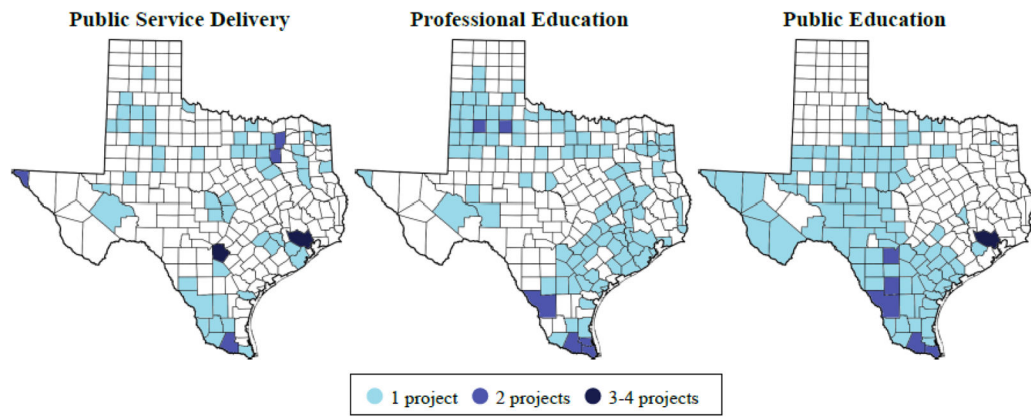 Public Service Delivery
Professional Education
Public Education
1 project
2 projects
3-4 projects